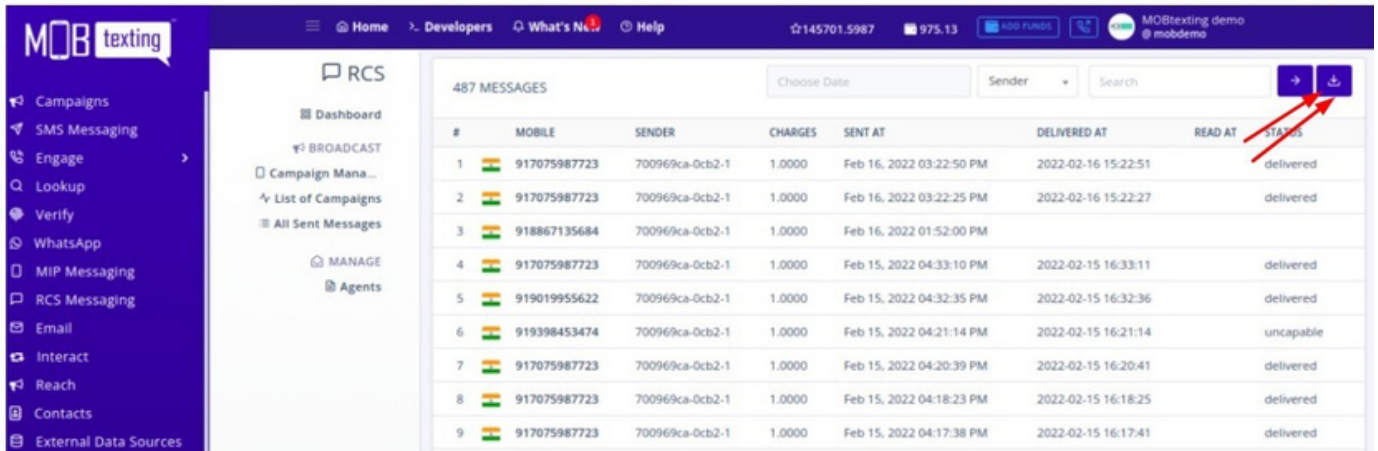 MOB texting
Campaigns
SMS Messaging
Engage
Lookup
Verify
WhatsApp
MIP Messaging
RCS Messaging
Email
Interact
Reach
Contacts
External Data Sources
Home Developers What's New Help 145701.5987 975.13 ADD FUNDS MOBtexting demo
@ mobdemo
RCS
Dashboard
BROADCAST
Campaign Mana...
List of Campaigns
All Sent Messages
MANAGE
Agents
487 MESSAGES Choose Date Sender Search
# MOBILE SENDER CHARGES SENT AT DELIVERED AT READ AT STATUS
1 917075987723 700969ca-0cb2-1 1.0000 Feb 16, 2022 03:22:50 PM 2022-02-16 15:22:51 delivered
2 917075987723 700969ca-0cb2-1 1.0000 Feb 16, 2022 03:22:25 PM 2022-02-16 15:22:27 delivered
3 918867135684 700969ca-0cb2-1 1.0000 Feb 16, 2022 01:52:00 PM
4 917075987723 700969ca-0cb2-1 1.0000 Feb 15, 2022 04:33:10 PM 2022-02-15 16:33:11 delivered
5 919019955622 700969ca-0cb2-1 1.0000 Feb 15, 2022 04:32:35 PM 2022-02-15 16:32:36 delivered
6 919398453474 700969ca-0cb2-1 1.0000 Feb 15, 2022 04:21:14 PM 2022-02-15 16:21:14 uncapable
7 917075987723 700969ca-0cb2-1 1.0000 Feb 15, 2022 04:20:39 PM 2022-02-15 16:20:41 delivered
8 917075987723 700969ca-0cb2-1 1.0000 Feb 15, 2022 04:18:23 PM 2022-02-15 16:18:25 delivered
9 917075987723 700969ca-0cb2-1 1.0000 Feb 15, 2022 04:17:38 PM 2022-02-15 16:17:41 delivered